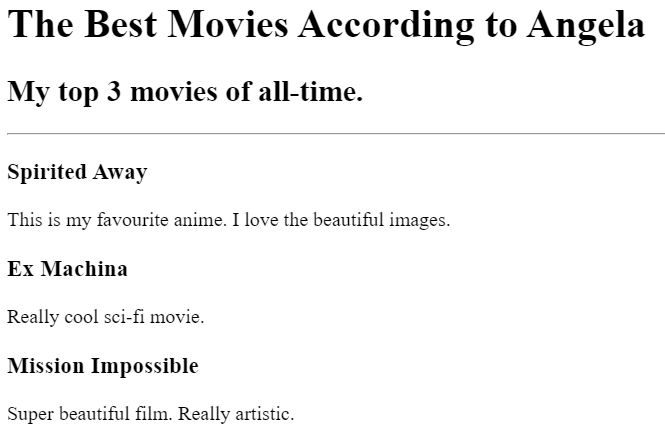 The Best Movies According to Angela
My top 3 movies of all-time.
Spirited Away
This is my favourite anime. I love the beautiful images.
Ex Machina
Really cool sci-fi movie.
Mission Impossible
Super beautiful film. Really artistic.